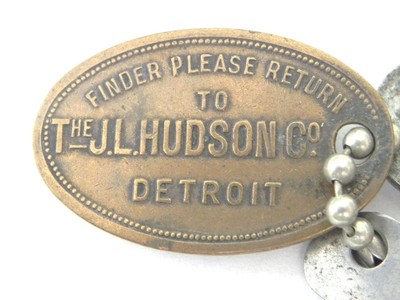 FINDER PLEASE RETURN
TO
THE J.L. HUDSON CO.
DETROIT